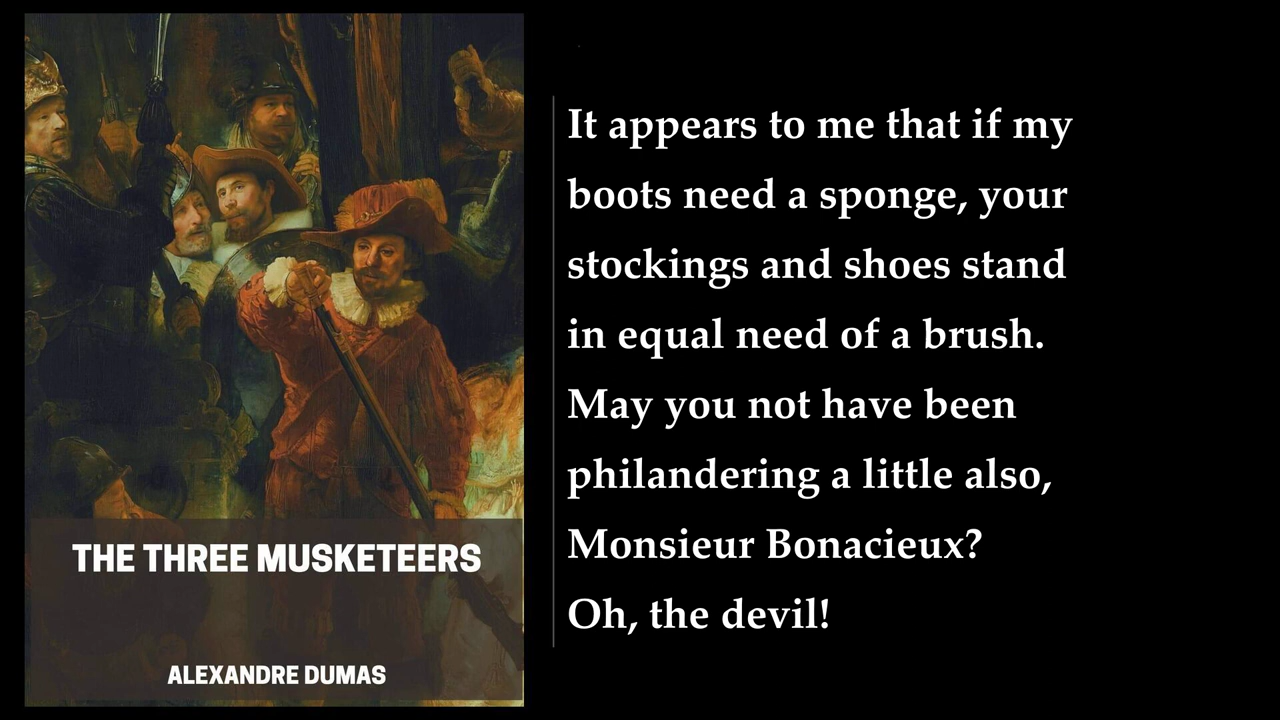 THE THREE MUSKETEERS
ALEXANDRE DUMAS
It appears to me that if my
boots need a sponge, your
stockings and shoes stand
in equal need of a brush.
May you not have been
philandering a little also,
Monsieur Bonacieux?
Oh, the devil!